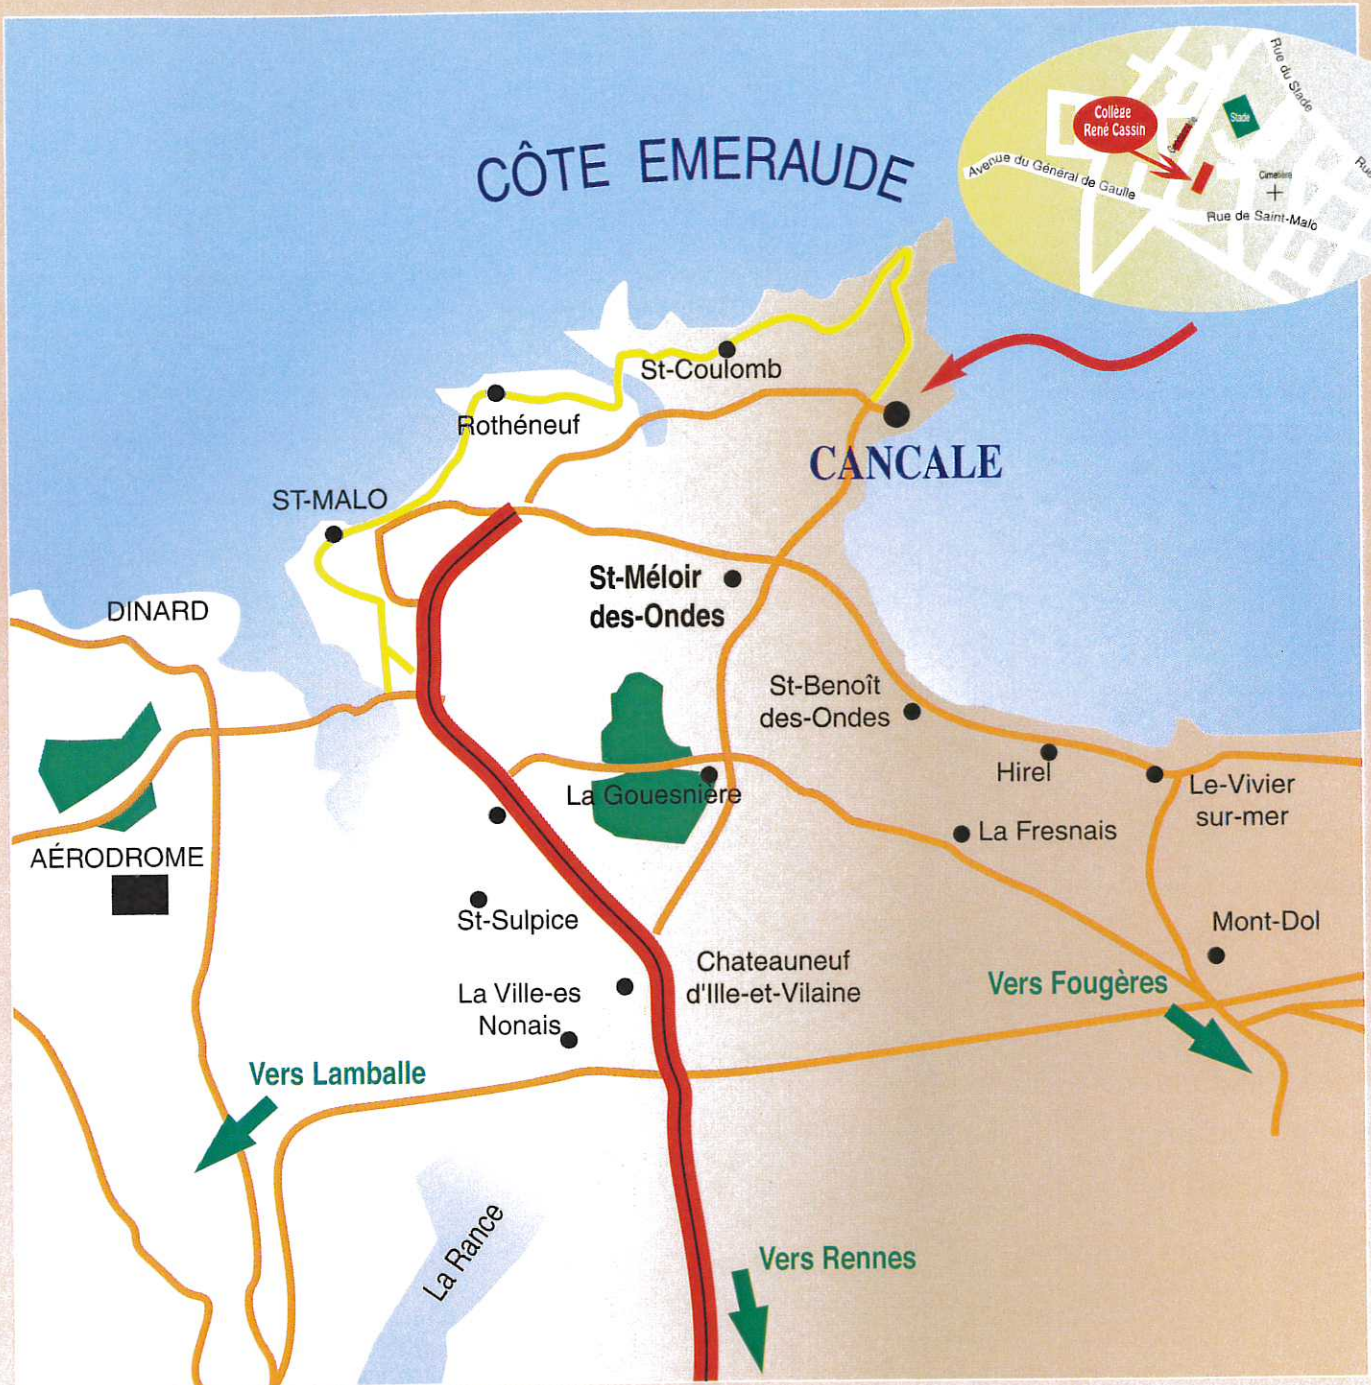 CÔTE EMERAUDE
Rue du Stade
Collège
René Cassin
Stade
Avenue du Général de Gaulle
Cimetière
Rue
Rue de Saint-Malo
St-Coulomb
Rothéneuf
CANCALE
ST-MALO
St-Méloir
des-Ondes
DINARD
St-Benoît
des-Ondes
Hirel
Le-Vivier
sur-mer
La Gouesnière
La Fresnais
AÉRODROME
St-Sulpice
Mont-Dol
Chateauneuf
d'Ille-et-Vilaine
Vers Fougères
La Ville-es
Nonais
Vers Lamballe
La Rance
Vers Rennes